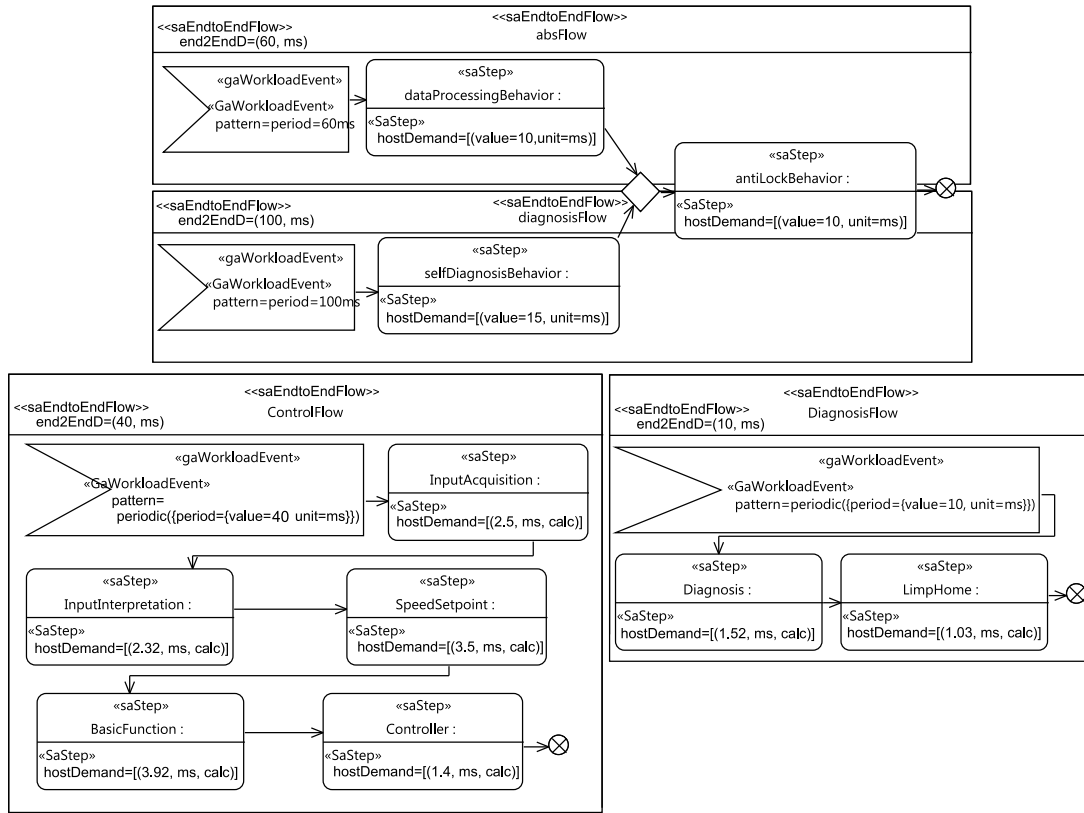 <<saEndtoEndFlow>>
absFlow
<<saEndtoEndFlow>>
end2EndD=(60, ms)
«gaWorkloadEvent»
«GaWorkloadEvent»
pattern=period=60ms
«saStep»
dataProcessingBehavior :
«SaStep»
hostDemand=[(value=10,unit=ms)]
«saStep»
antiLockBehavior :
«SaStep»
hostDemand=[(value=10, unit=ms)]
<<saEndtoEndFlow>>
end2EndD=(100, ms)
<<saEndtoEndFlow>>
diagnosisFlow
«gaWorkloadEvent»
«GaWorkloadEvent»
pattern=period=100ms
«saStep»
selfDiagnosisBehavior :
«SaStep»
hostDemand=[(value=15, unit=ms)]
<<saEndtoEndFlow>>
ControlFlow
<<saEndtoEndFlow>>
end2EndD=(40, ms)
«gaWorkloadEvent»
«GaWorkloadEvent»
pattern=
periodic({period={value=40 unit=ms}})
«saStep»
InputAcquisition :
«SaStep»
hostDemand=[(2.5, ms, calc)]
«saStep»
InputInterpretation :
«SaStep»
hostDemand=[(2.32, ms, calc)]
«saStep»
SpeedSetpoint :
«SaStep»
hostDemand=[(3.5, ms, calc)]
«saStep»
BasicFunction :
«SaStep»
hostDemand=[(3.92, ms, calc)]
«saStep»
Controller :
«SaStep»
hostDemand=[(1.4, ms, calc)]
<<saEndtoEndFlow>>
DiagnosisFlow
<<saEndtoEndFlow>>
end2EndD=(10, ms)
«gaWorkloadEvent»
«GaWorkloadEvent»
pattern=periodic({period={value=10, unit=ms}})
«saStep»
Diagnosis :
«SaStep»
hostDemand=[(1.52, ms, calc)]
«saStep»
LimpHome :
«SaStep»
hostDemand=[(1.03, ms, calc)]